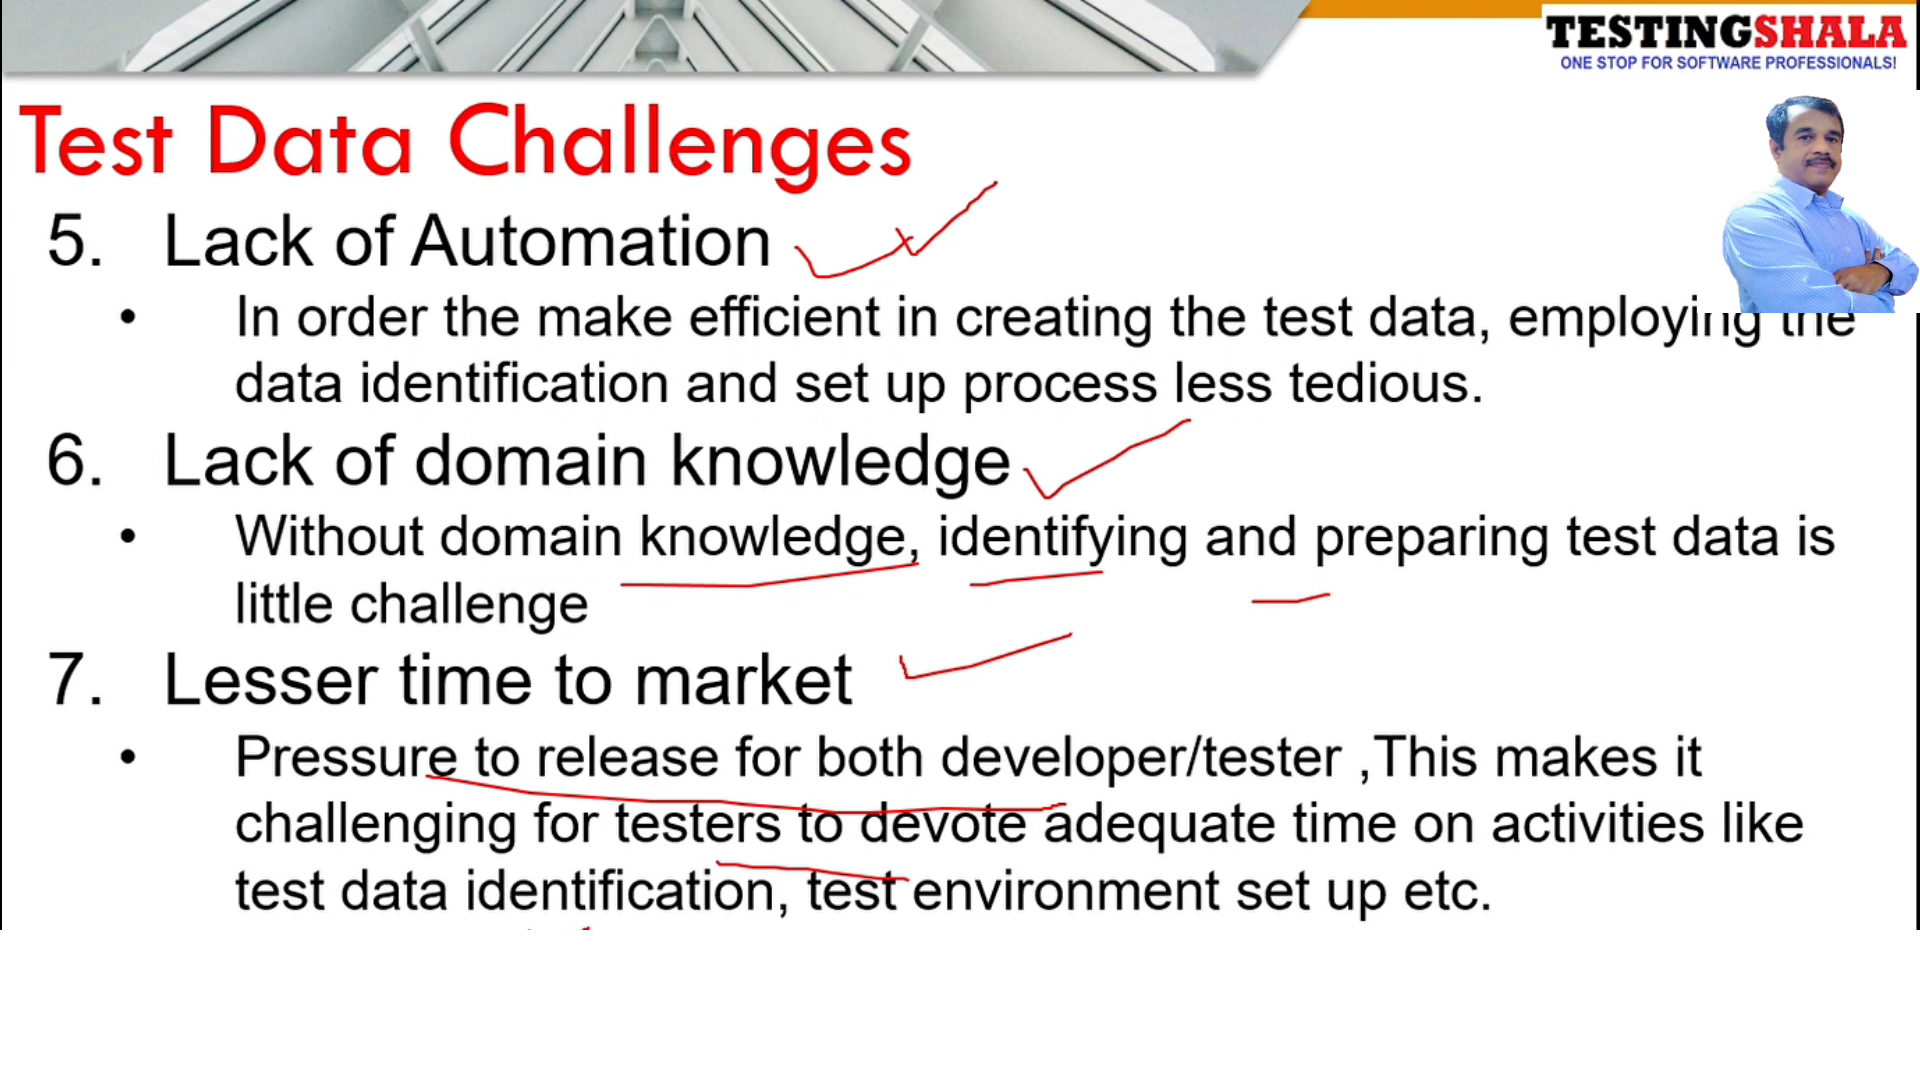 TESTINGSHALA
ONE STOP FOR SOFTWARE PROFESSIONALS!
Test Data Challenges
5. Lack of Automation
• In order the make efficient in creating the test data, employing the
data identification and set up process less tedious.
6. Lack of domain knowledge
• Without domain knowledge, identifying and preparing test data is
little challenge
7. Lesser time to market
• Pressure to release for both developer/tester ,This makes it
challenging for testers to devote adequate time on activities like
test data identification, test environment set up etc.